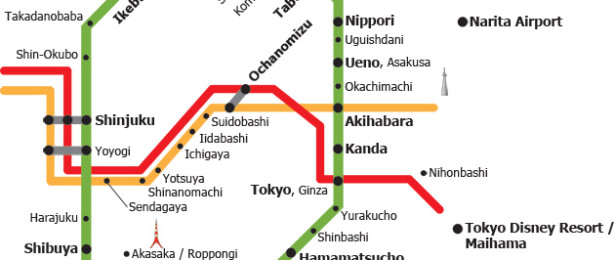 Takadanobaba
Ikeb
Kom
Tab
Nippori
Narita Airport
Uguishdani
Shin-Okubo
Ochanomizu
Ueno, Asakusa
Okachimachi
Shinjuku
Suidobashi
Akihabara
Iidabashi
Yoyogi
Ichigaya
Kanda
Yotsuya
Nihonbashi
Shinanomachi
Tokyo, Ginza
Sendagaya
Harajuku
Yurakucho
Shibuya
Akasaka / Roppongi
Shinbashi
Tokyo Disney Resort /
Maihama
Hamamatsucho